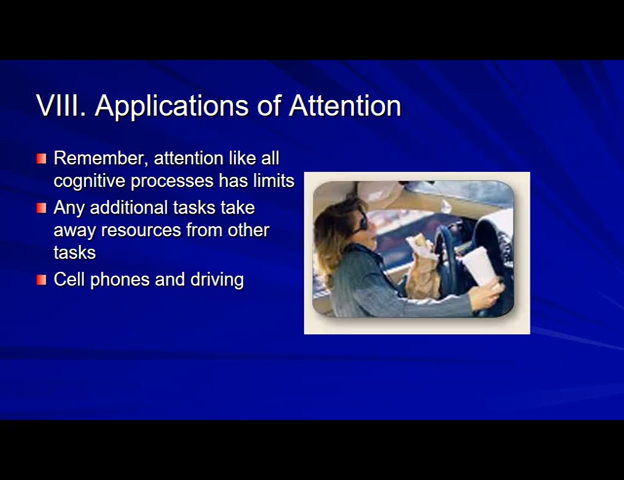 VIII. Applications of Attention
Remember, attention like all
cognitive processes has limits
Any additional tasks take
away resources from other
tasks
Cell phones and driving